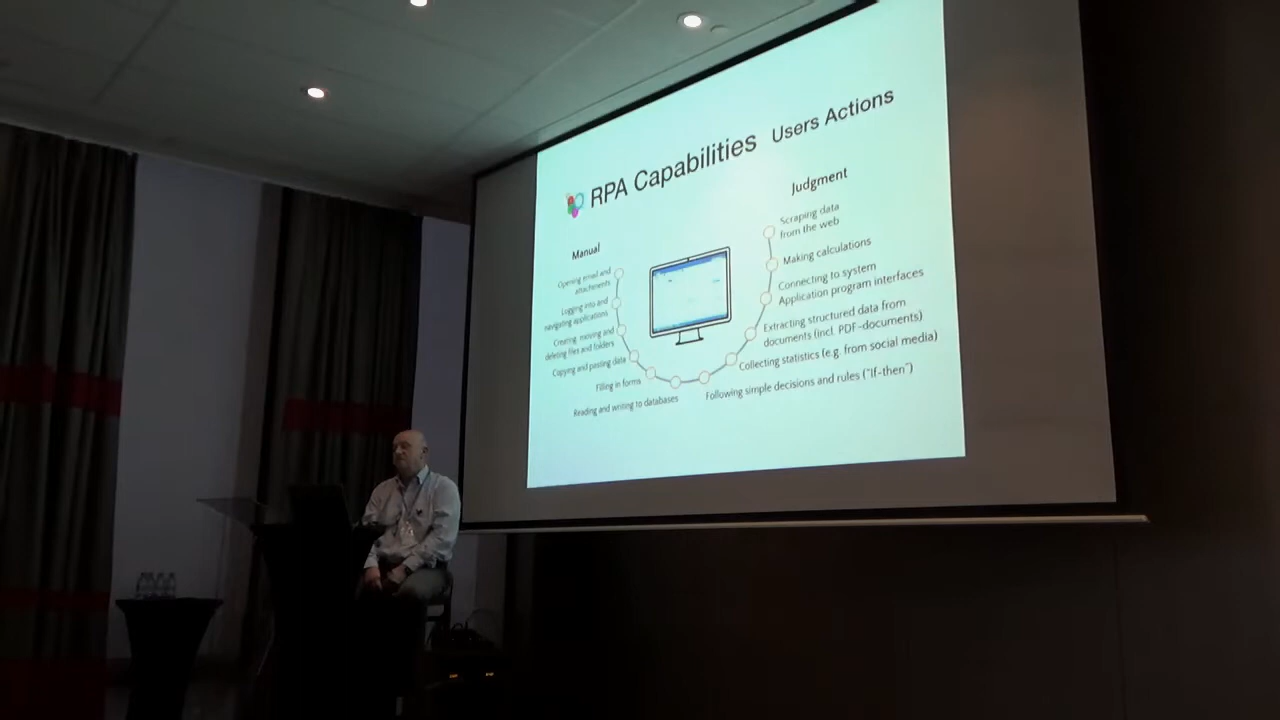 RPA Capabilities Users Actions
Manual
Opening email and
attachments
Logging into and
navigating applications
Creating, moving and
deleting files and folders
Copying and pasting data
Filling in forms
Reading and writing to databases
Judgment
Scraping data
from the web
Making calculations
Connecting to system
Application program interfaces
Extracting structured data from
documents (incl. PDF-documents)
Collecting statistics (e.g. from social media)
Following simple decisions and rules ("If-then")